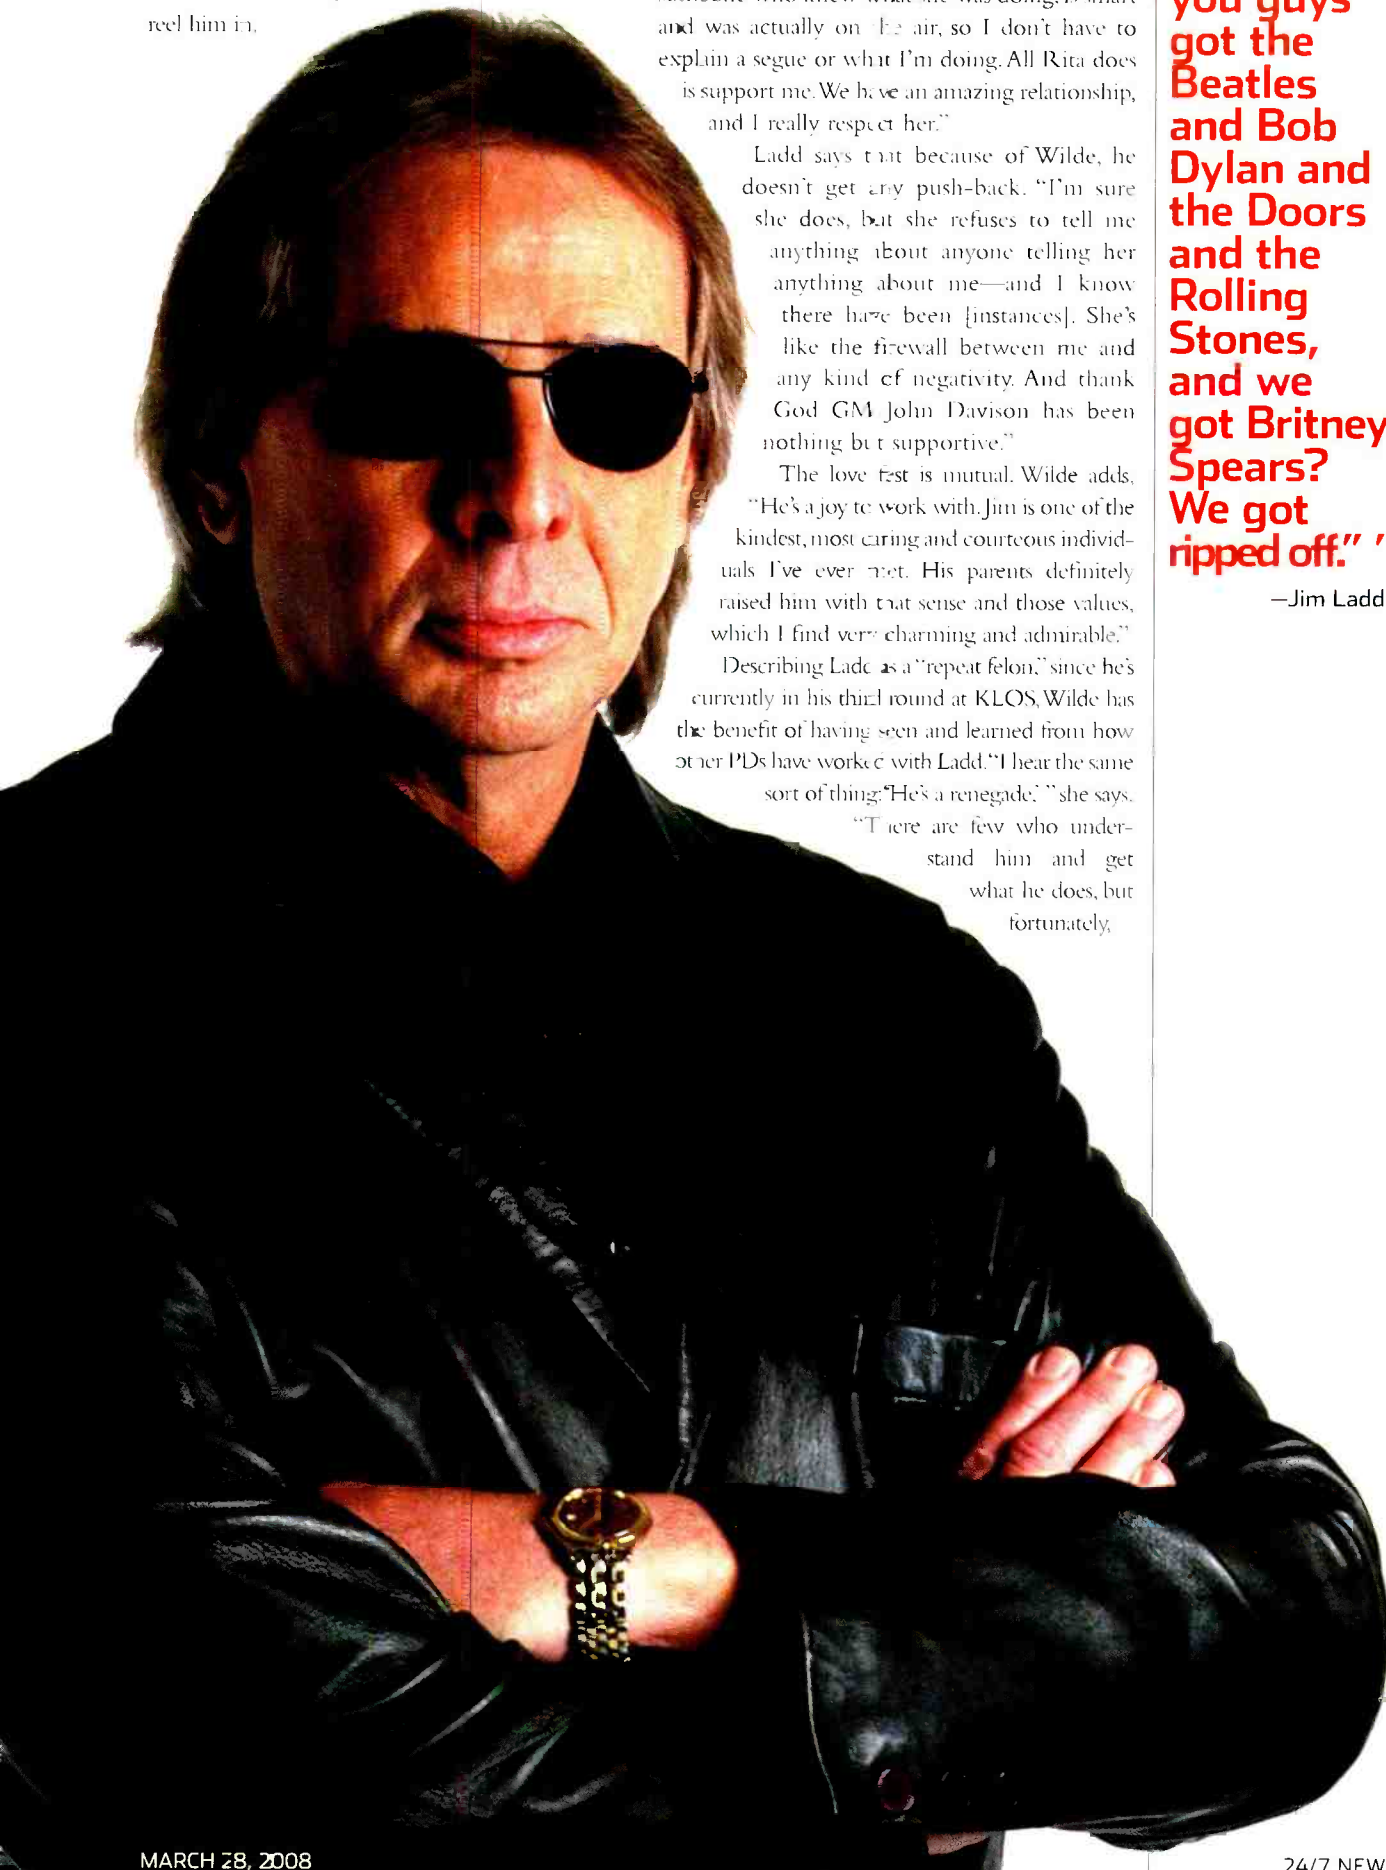 reel him in,
and was actually on the air, so I don't have to
explain a segue or what I'm doing. All Rita does
is support me. We have an amazing relationship,
and I really respect her."
Ladd says that because of Wilde, he
doesn't get any push-back. "I'm sure
she does, but she refuses to tell me
anything about anyone telling her
anything about me—and I know
there have been [instances]. She's
like the firewall between me and
any kind of negativity. And thank
God GM John Davison has been
nothing but supportive."
The love fest is mutual. Wilde adds,
"He's a joy to work with. Jim is one of the
kindest, most caring and courteous individ-
uals I've ever met. His parents definitely
raised him with that sense and those values,
which I find very charming and admirable."
Describing Ladd as a "repeat felon," since he's
currently in his third round at KLOS, Wilde has
the benefit of having seen and learned from how
other PDs have worked with Ladd. "I hear the same
sort of thing: 'He's a renegade,' " she says.
"There are few who under-
stand him and get
what he does, but
fortunately,
you guys
got the
Beatles
and Bob
Dylan and
the Doors
and the
Rolling
Stones,
and we
got Britney
Spears?
We got
ripped off." '
—Jim Ladd
MARCH 28, 2008
24/7 NEW